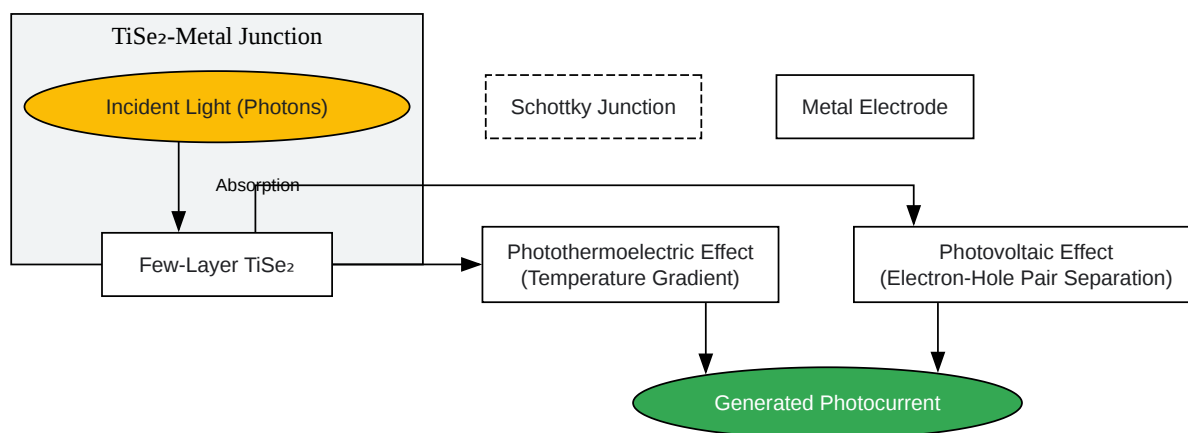 TiSe₂-Metal Junction
Incident Light (Photons)
Schottky Junction
Metal Electrode
Absorption
Few-Layer TiSe₂
Photothermoelectric Effect
(Temperature Gradient)
Photovoltaic Effect
(Electron-Hole Pair Separation)
Generated Photocurrent